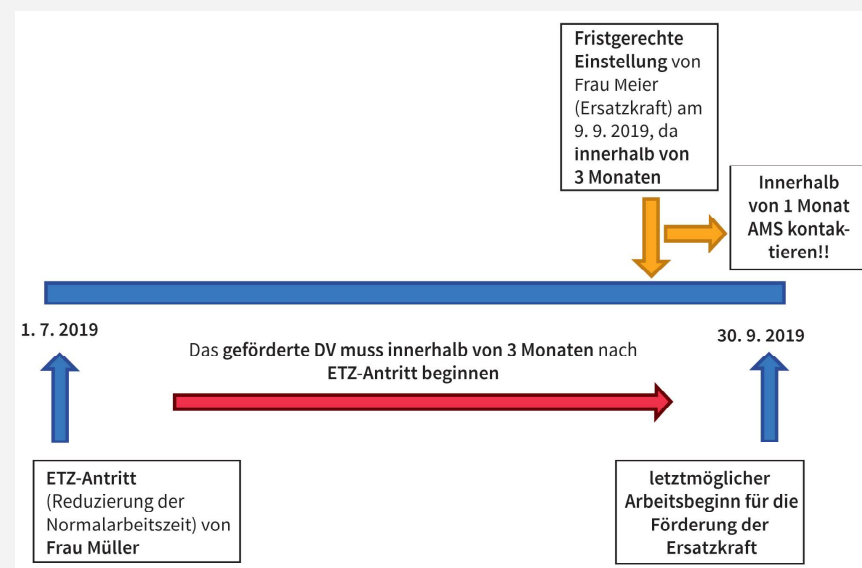 Fristgerechte
Einstellung von
Frau Meier
(Ersatzkraft) am
9. 9. 2019, da
innerhalb von
3 Monaten
Innerhalb
von 1 Monat
AMS kontak-
tieren!!
1. 7. 2019
30. 9. 2019
Das geförderte DV muss innerhalb von 3 Monaten nach
ETZ-Antritt beginnen
ETZ-Antritt
(Reduzierung der
Normalarbeitszeit) von
Frau Müller
letztmöglicher
Arbeitsbeginn für die
Förderung der
Ersatzkraft